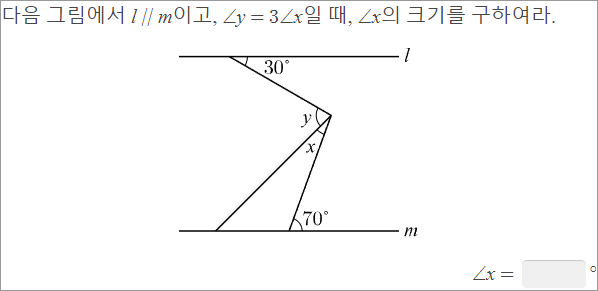 다음 그림에서 l // m이고, ∠y = 3∠x일 때, ∠x의 크기를 구하여라.
l
30°
y
x
70°
m
∠x = °